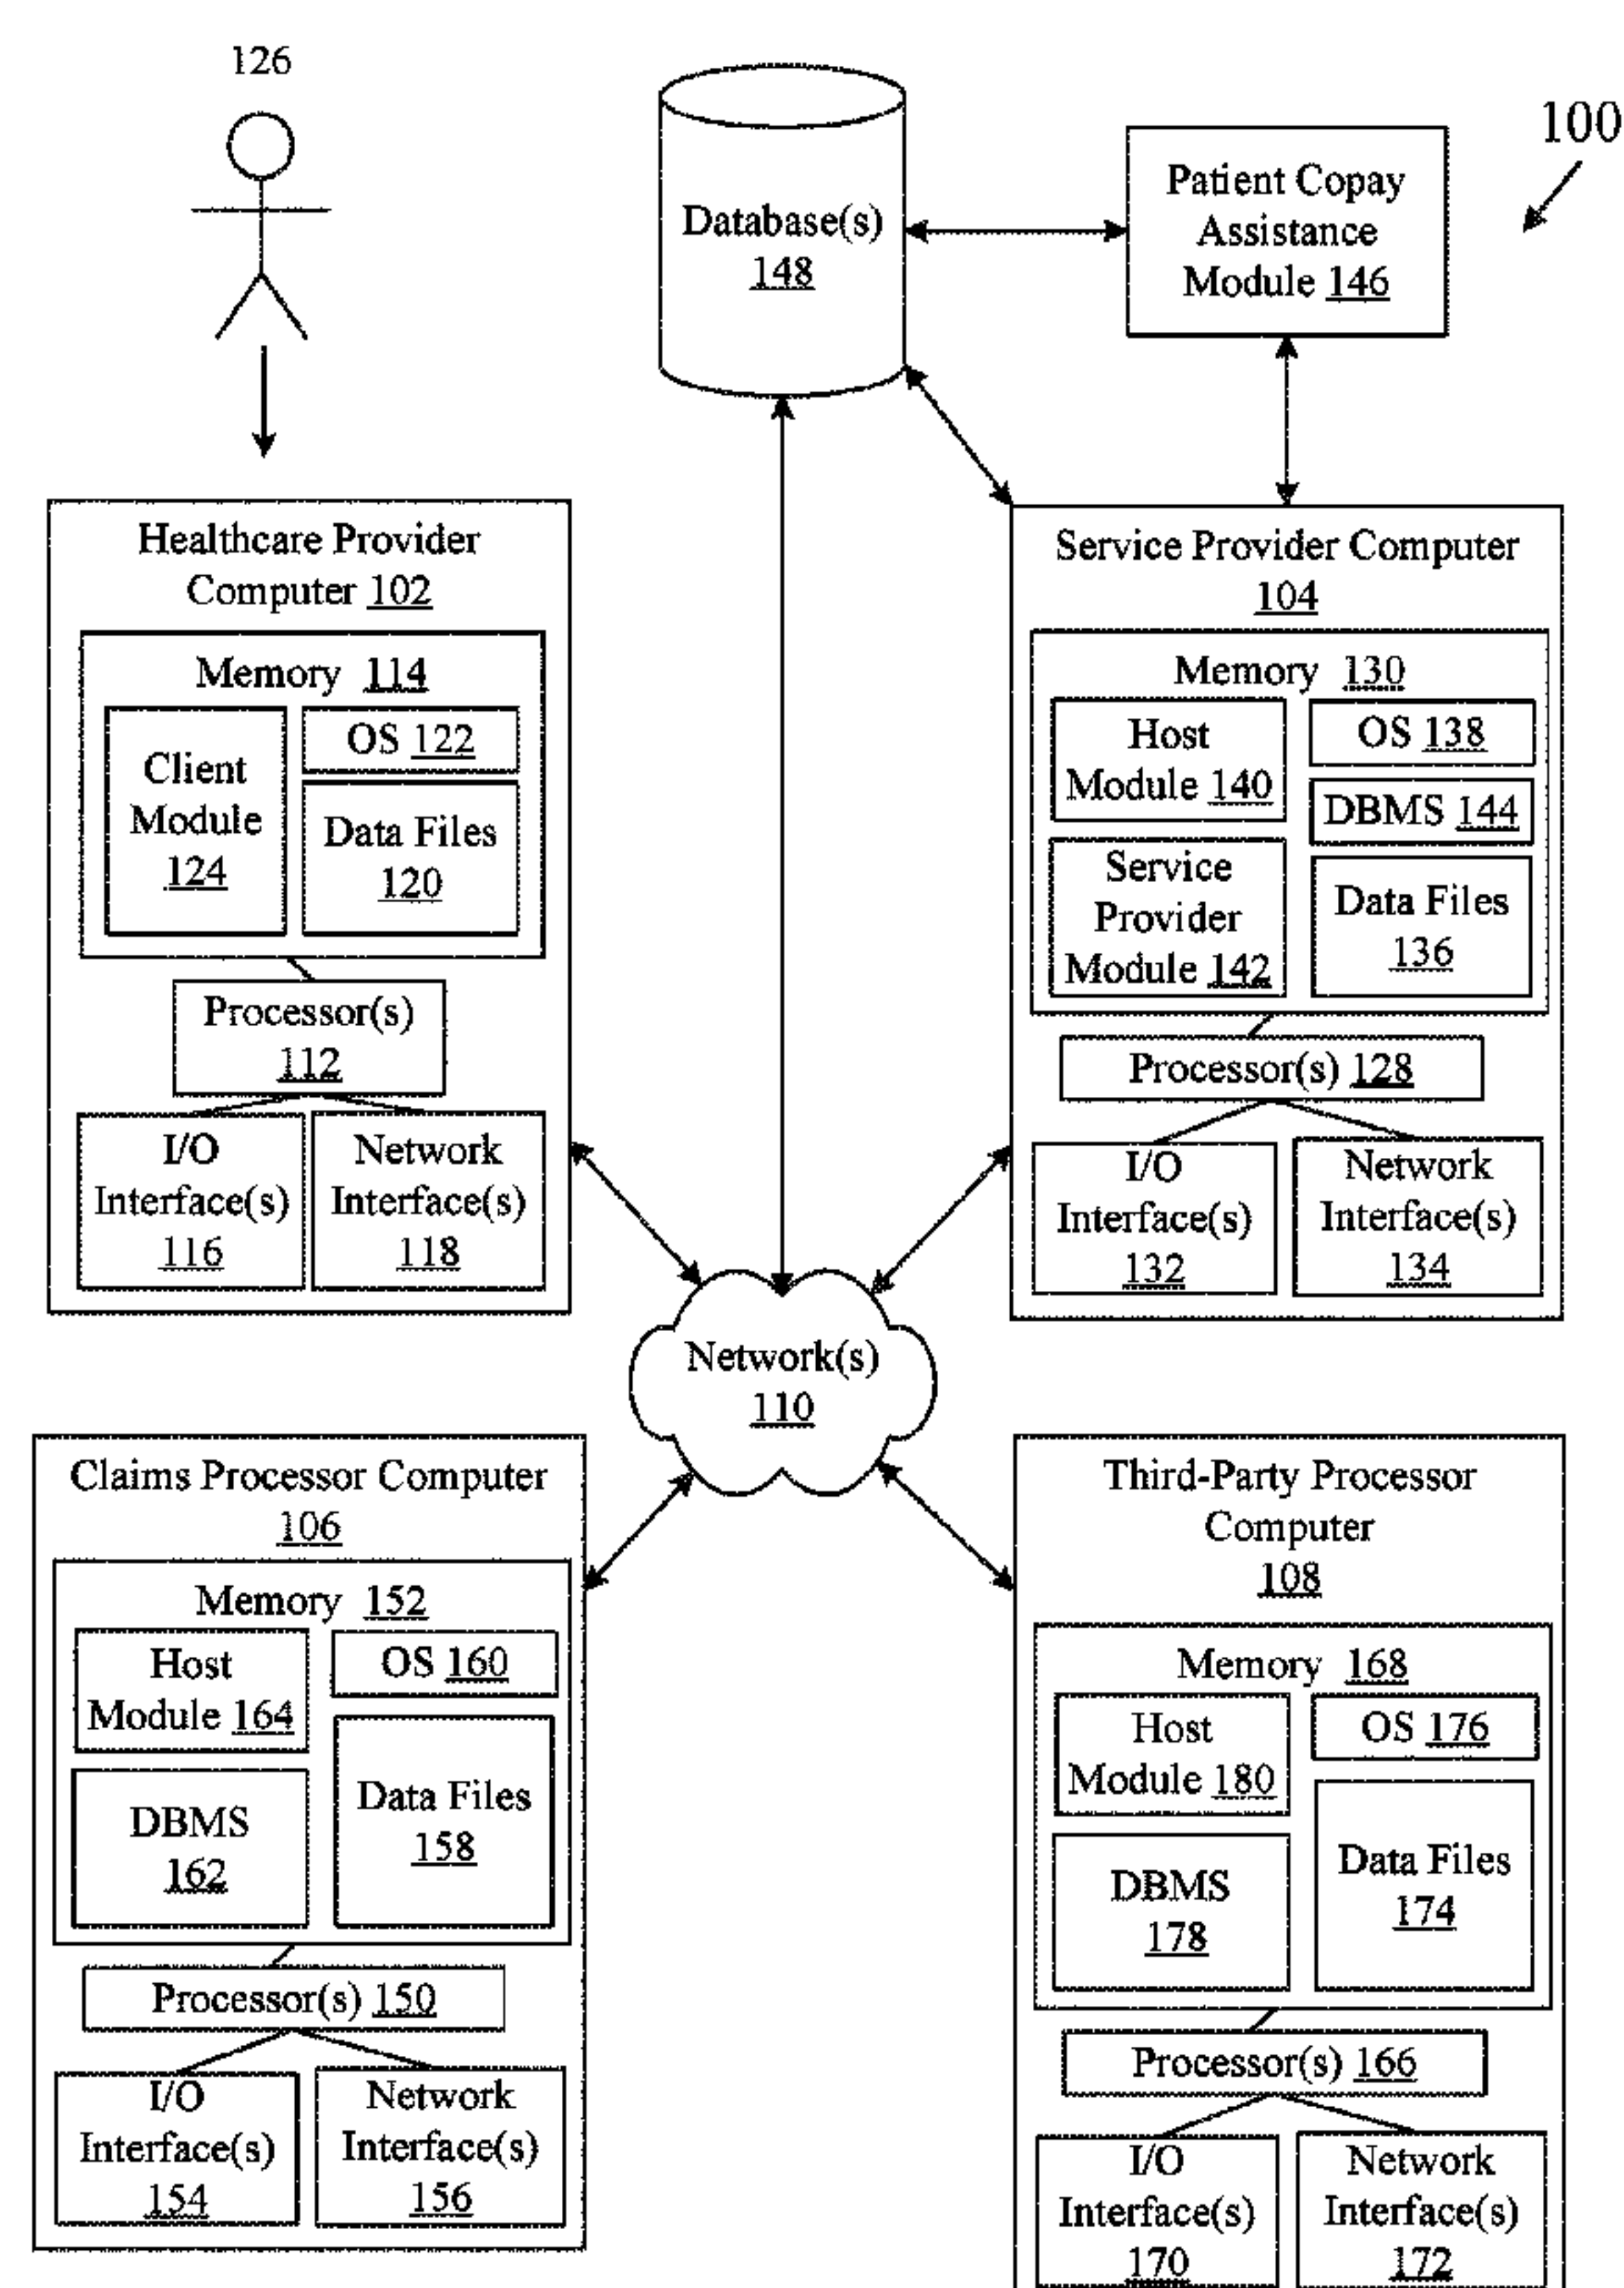 126
100
Database(s)
148
Patient Copay
Assistance
Module 146
Healthcare Provider
Computer 102
Memory 114
Client
Module
124
OS 122
Data Files
120
Processor(s)
112
I/O
Interface(s)
116
Network
Interface(s)
118
Service Provider Computer
104
Memory 130
Host
Module 140
OS 138
DBMS 144
Service
Provider
Module 142
Data Files
136
Processor(s) 128
I/O
Interface(s)
132
Network
Interface(s)
134
Network(s)
110
Claims Processor Computer
106
Memory 152
Host
Module 164
OS 160
DBMS
162
Data Files
158
Processor(s) 150
I/O
Interface(s)
154
Network
Interface(s)
156
Third-Party Processor
Computer
108
Memory 168
Host
Module 180
OS 176
DBMS
178
Data Files
174
Processor(s) 166
I/O
Interface(s)
170
Network
Interface(s)
172